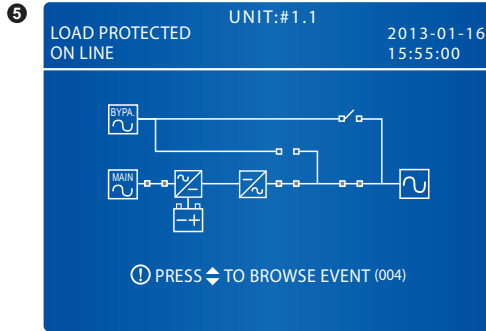 5
UNIT:#1.1
LOAD PROTECTED
2013-01-16
ON LINE
15:55:00
BYPA.
MAIN
PRESS TO BROWSE EVENT (004)